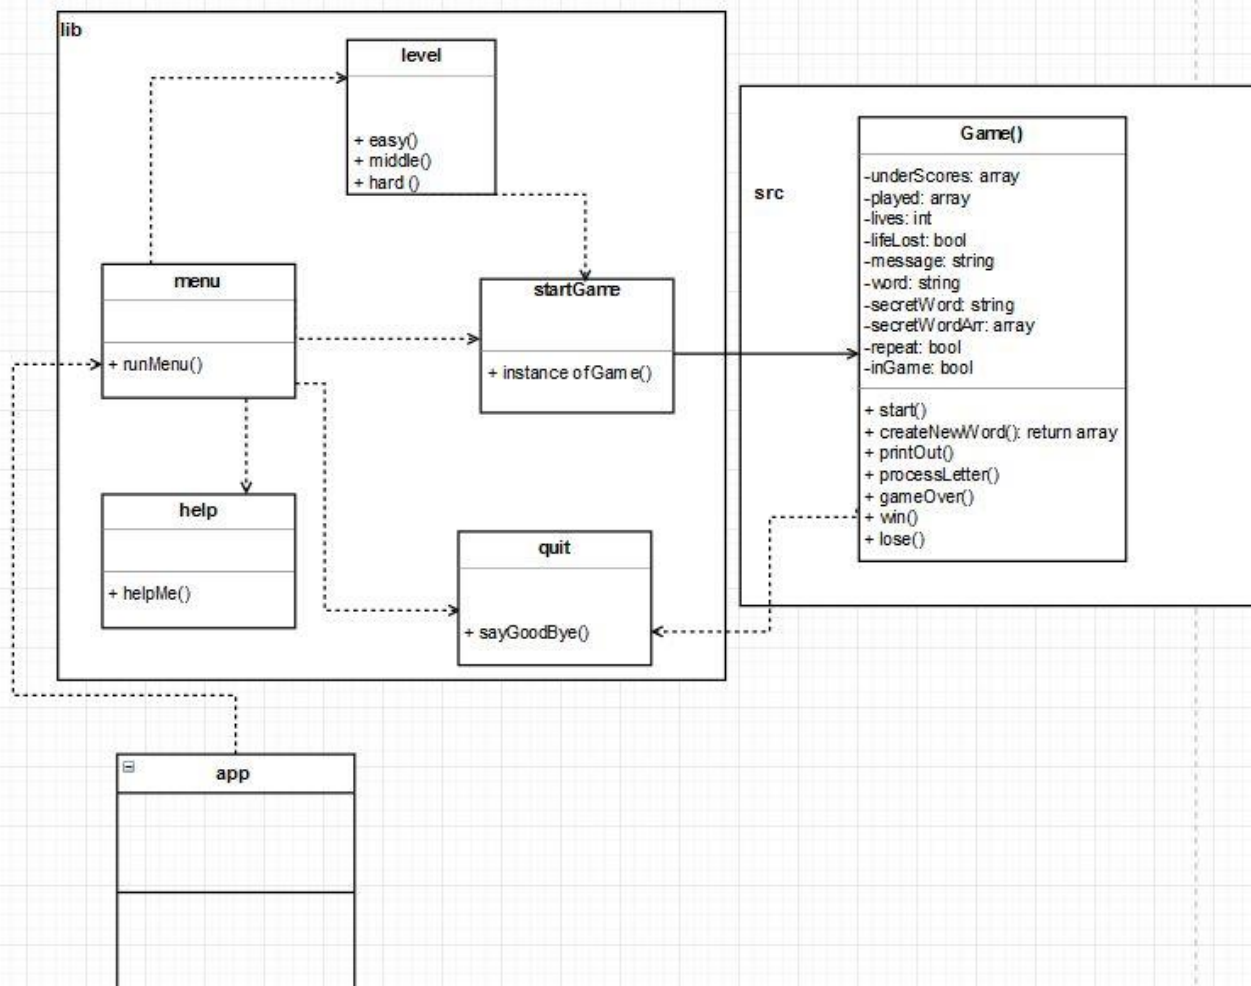 lib
level
+ easy()
+ middle()
+ hard ()
menu
+ runMenu()
startGame
+ instance ofGame()
help
+ helpMe()
quit
+ sayGoodBye()
src
Game()
-underScores: array
-played: array
-lives: int
-lifeLost: bool
-message: string
-word: string
-secretWord: string
-secretWordArr: array
-repeat: bool
-inGame: bool
+ start()
+ createNewWord(): return array
+ printOut()
+ processLetter()
+ gameOver()
+ win()
+ lose()
app